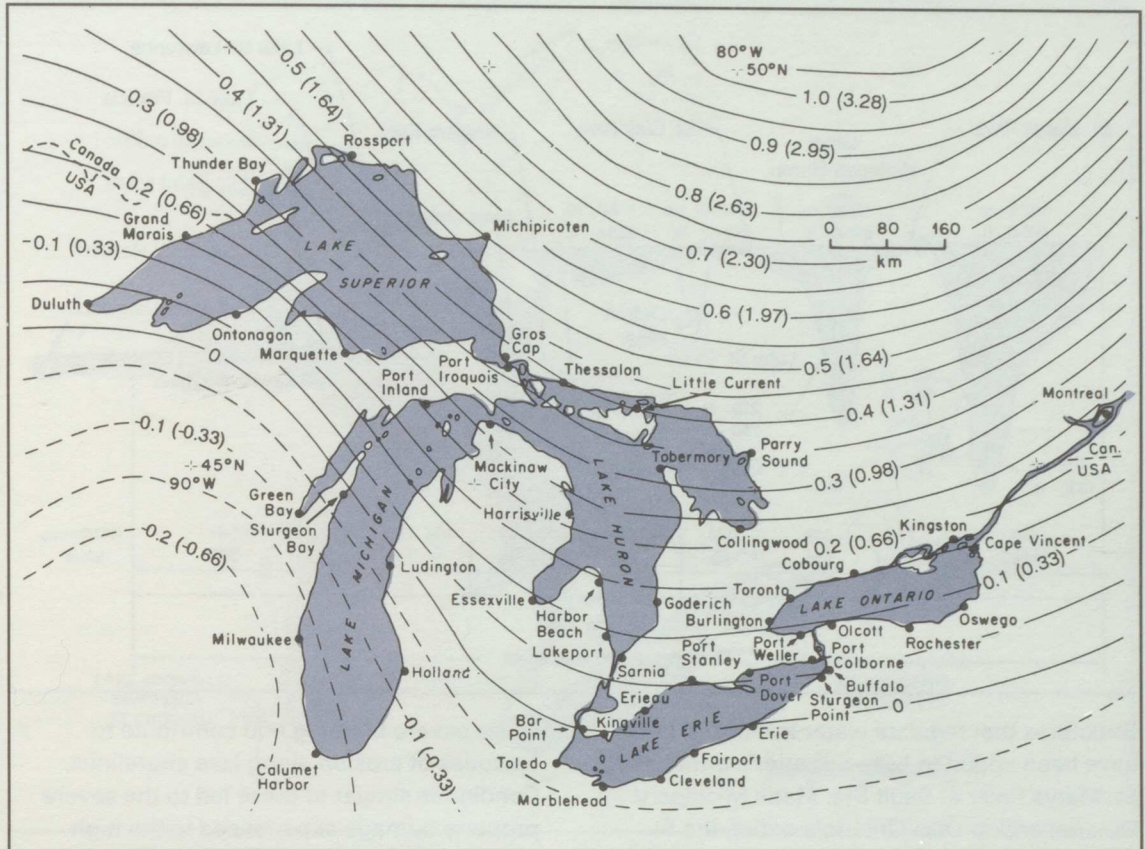 80°W
50°N
1.0 (3.28)
0.9 (2.95)
0.8 (2.63)
0.7 (2.30)
0.6 (1.97)
0.5 (1.64)
0.4 (1.31)
0.3 (0.98)
0.2 (0.66)
0.1 (0.33)
0
0.5 (1.64)
0.4 (1.31)
0.3 (0.98)
0.2 (0.66)
0.1 (0.33)
0
-0.1 (-0.33)
-0.2 (-0.66)
-0.1 (-0.33)
0 80 160
km
Canada
USA
Rossport
Thunder Bay
Grand
Marais
Michipicoten
LAKE
SUPERIOR
Duluth
Ontonagon
Marquette
Gros
Cap
Port
Iroquois
Port
Inland
Thessalon
Little Current
Montreal
Can.
USA
Parry
Sound
Tobermory
Mackinaw
City
45°N
90°W
Green
Bay
Sturgeon
Bay
Harrisville
LAKE HURON
Collingwood
Kingston
Cape Vincent
Cobourg
LAKE MICHIGAN
Ludington
Essexville
Harbor
Beach
Lakeport
Goderich
Toronto
Burlington
LAKE ONTARIO
Oswego
Olcott
Rochester
Port
Weller
Port
Colborne
Milwaukee
Holland
Sarnia
Port
Stanley
Port
Dover
Buffalo
Sturgeon
Point
Erieau
Bar
Point
Kingville
LAKE ERIE
Erie
Toledo
Fairport
Cleveland
Marblehead
Calumet
Harbor